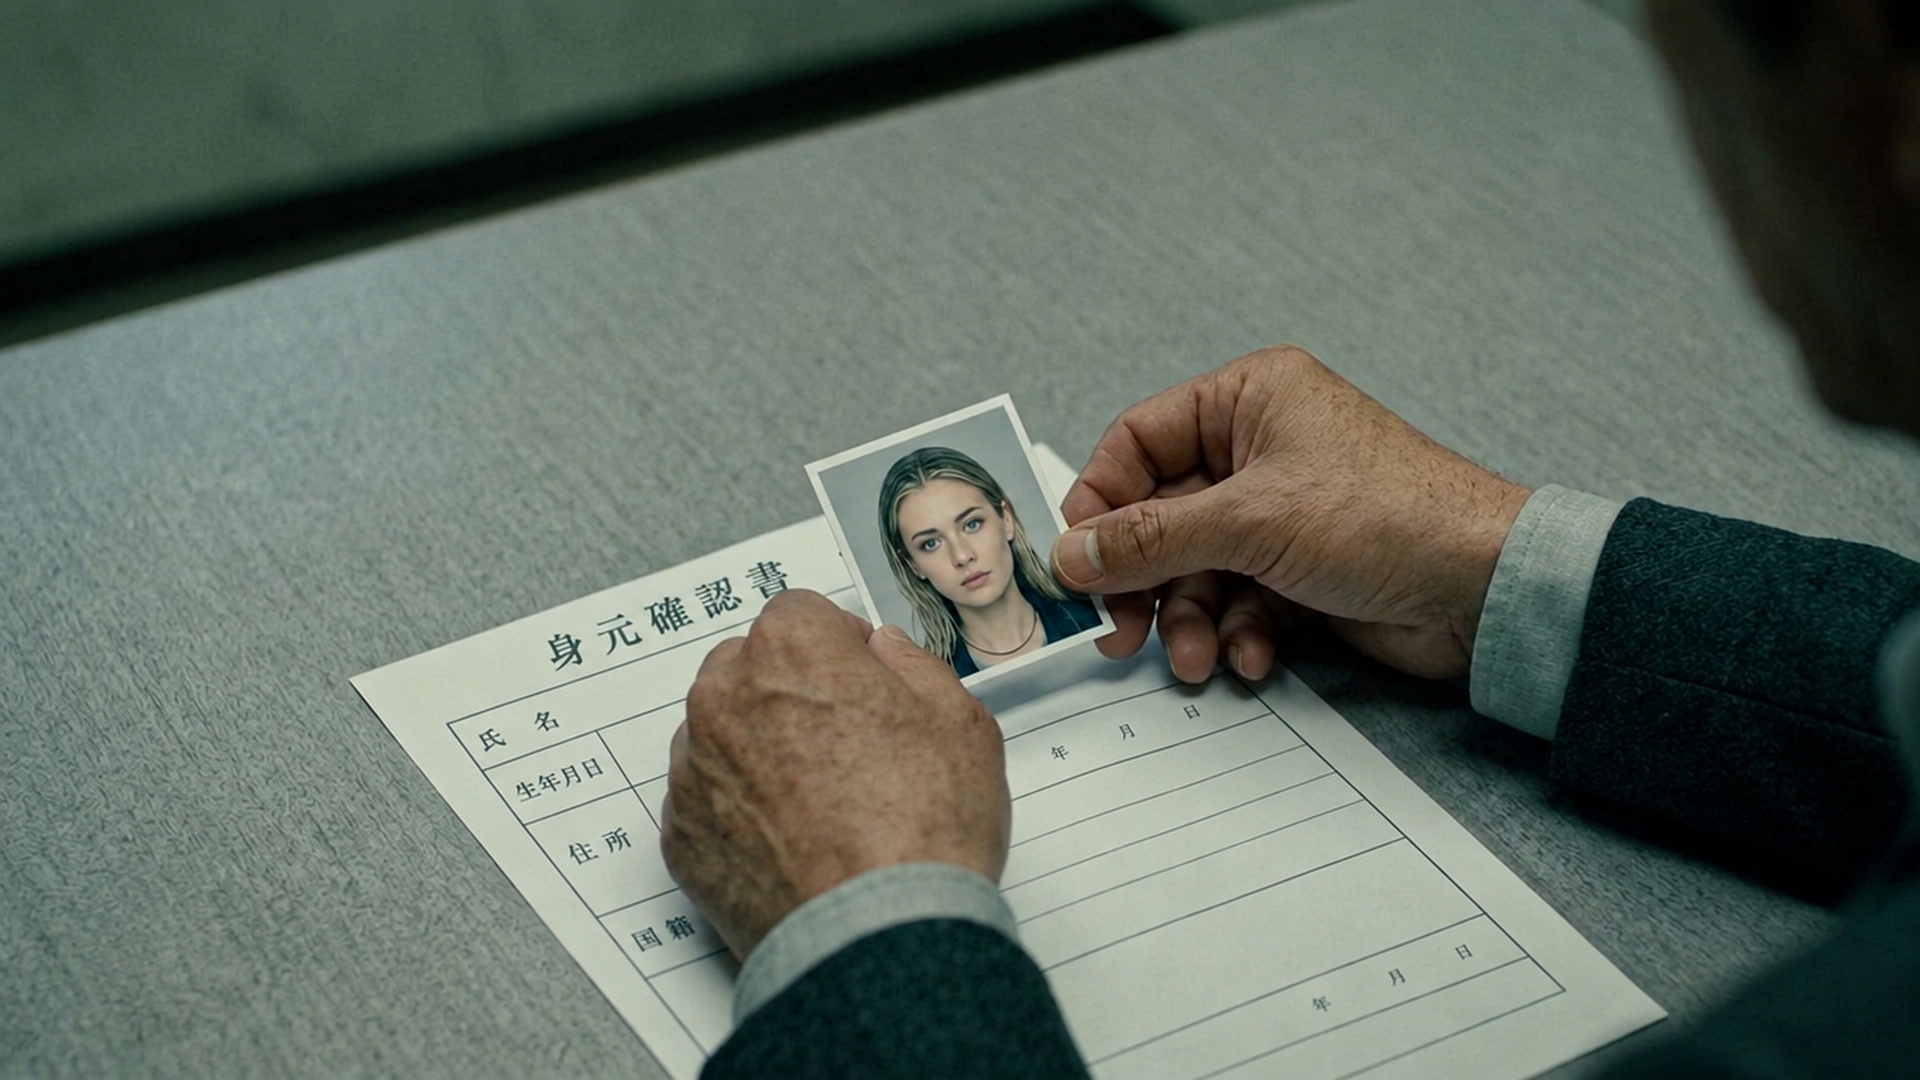 身元確認書
氏 名
生年月日
年 月 日
住所
国籍
年 月 日